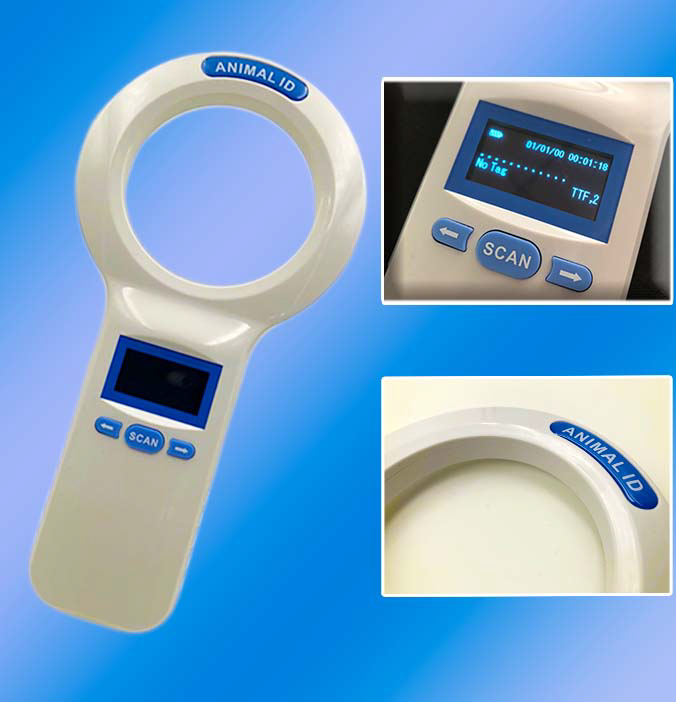 ANIMAL ID
SCAN
01/01/00 00:01:18
............
No Tag
TTF,2
SCAN
ANIMAL ID